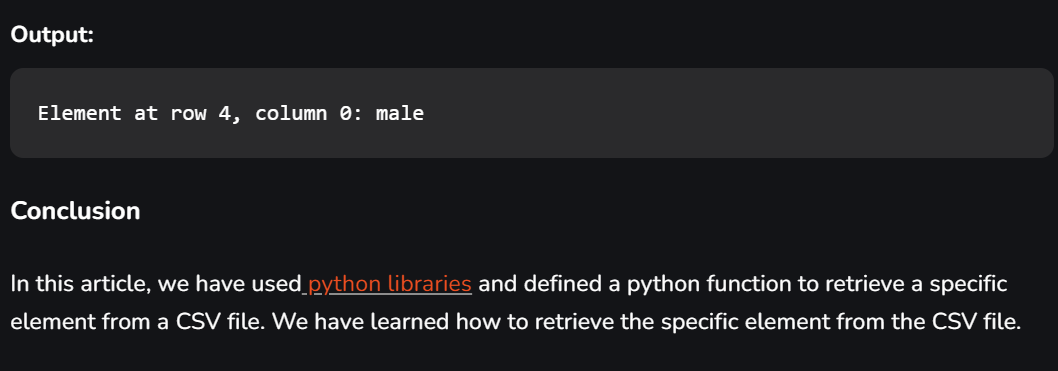 Output:
Element at row 4, column 0: male
Conclusion
In this article, we have used python libraries and defined a python function to retrieve a specific
element from a CSV file. We have learned how to retrieve the specific element from the CSV file.